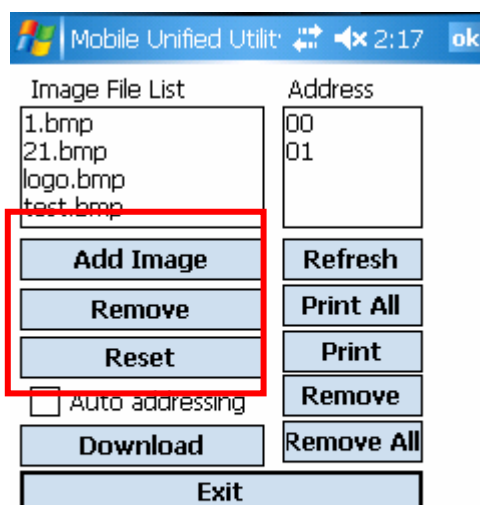 Mobile Unified Utilit 2:17 ok
Image File List
1.bmp
21.bmp
logo.bmp
test.bmp
Address
00
01
Add Image
Remove
Reset
Auto addressing
Download
Refresh
Print All
Print
Remove
Remove All
Exit